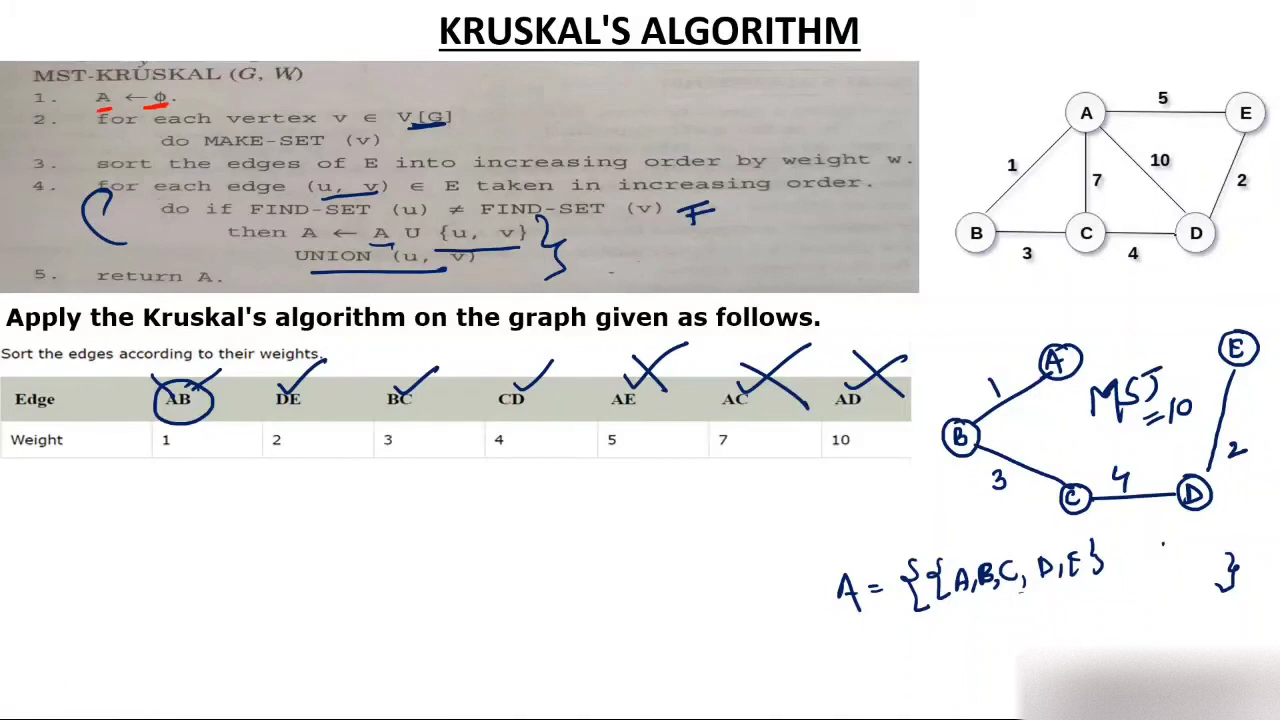 KRUSKAL'S ALGORITHM
MST-KRUSKAL (G, W)
1. A ← ϕ.
2. for each vertex v ∈ V[G]
do MAKE-SET (v)
3. sort the edges of E into increasing order by weight w.
4. for each edge (u, v) ∈ E taken in increasing order.
do if FIND-SET (u) ≠ FIND-SET (v) F
then A ← A U {u, v}
UNION (u, v)
5. return A.
A 5 E
1 7 10 2
B 3 C 4 D
Apply the Kruskal's algorithm on the graph given as follows.
Sort the edges according to their weights.
Edge AB DE BC CD AE AC AD
Weight 1 2 3 4 5 7 10
A E
1 MST = 10
B 2
3 C 4 D
A = {{A,B,C, D,E} }